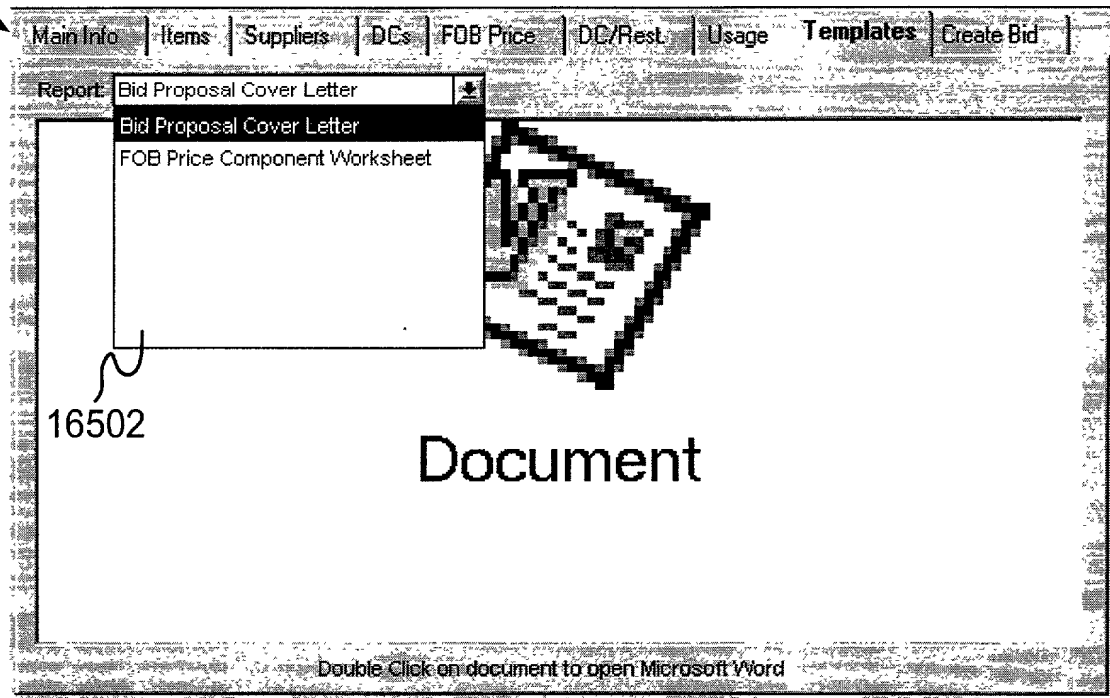 Main Info Items Suppliers DCs FOB Price DC/Rest. Usage Templates Create Bid
Report: Bid Proposal Cover Letter
Bid Proposal Cover Letter
FOB Price Component Worksheet
16502
Document
Double Click on document to open Microsoft Word